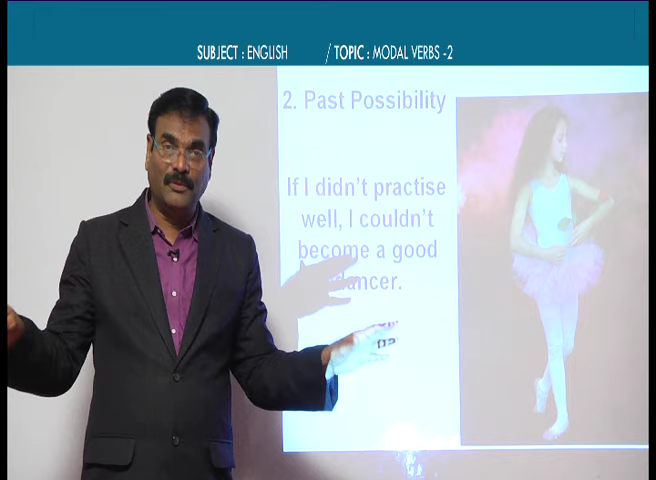 SUBJECT : ENGLISH / TOPIC : MODAL VERBS -2
2. Past Possibility
If I didn't practise
well, I couldn't
become a good
dancer.